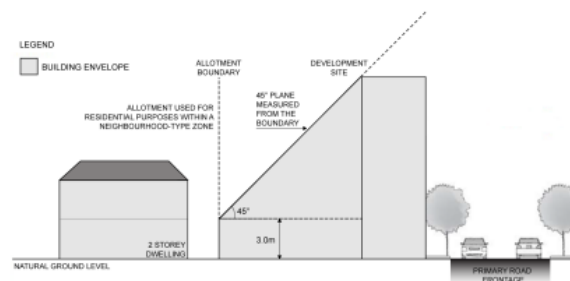 LEGEND
BUILDING ENVELOPE
ALLOTMENT
BOUNDARY
DEVELOPMENT
SITE
ALLOTMENT USED FOR
RESIDENTIAL PURPOSES WITHIN A
NEIGHBOURHOOD-TYPE ZONE
45° PLANE
MEASURED
FROM THE
BOUNDARY
45°
3.0m
2 STOREY
DWELLING
NATURAL GROUND LEVEL
PRIMARY ROAD
FRONTAGE